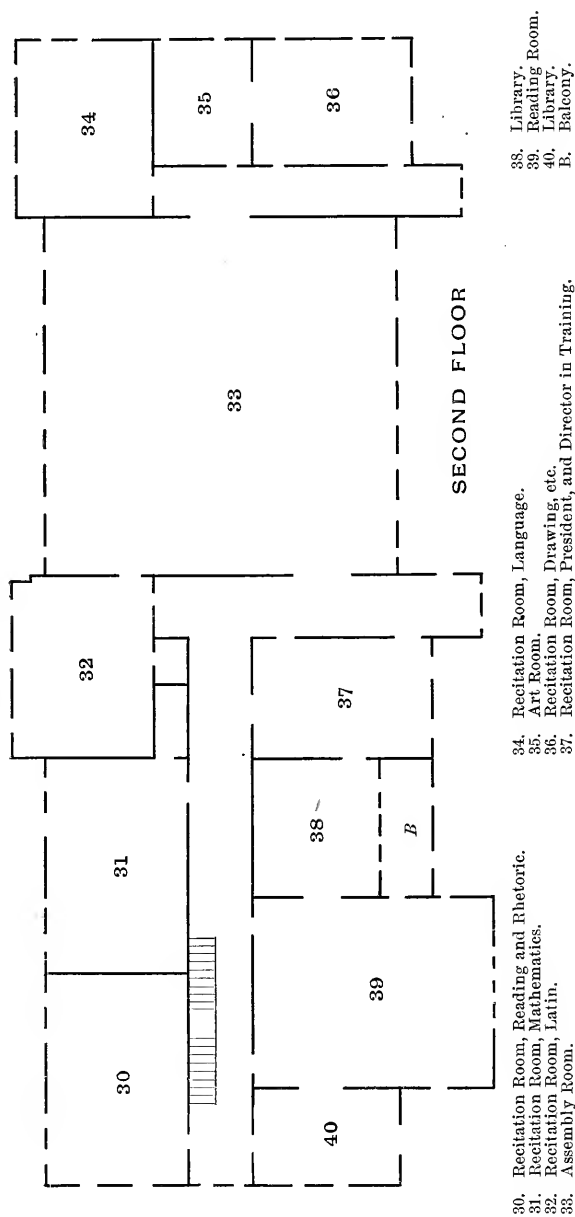 34
35
36
33
32
31
30
37
38
B
39
40
SECOND FLOOR
30. Recitation Room, Reading and Rhetoric.
31. Recitation Room, Mathematics.
32. Recitation Room, Latin.
33. Assembly Room.
34. Recitation Room, Language.
35. Art Room.
36. Recitation Room, Drawing, etc.
37. Recitation Room, President, and Director in Training.
38. Library.
39. Reading Room.
40. Library.
B. Balcony.